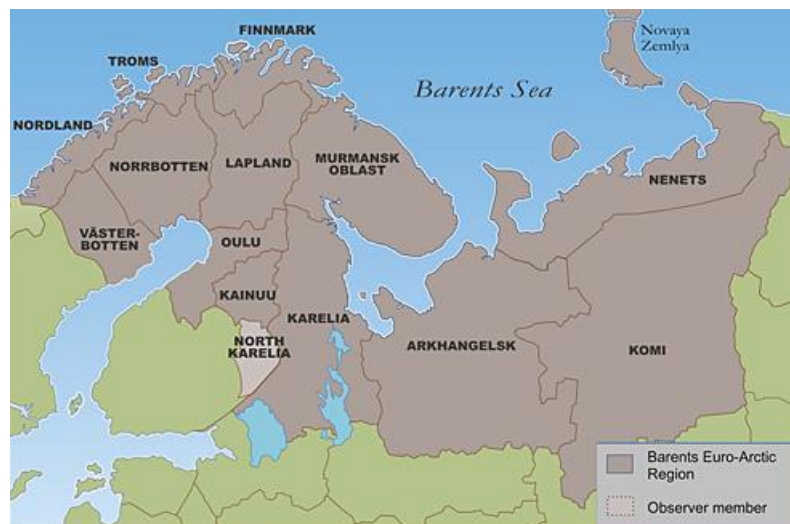 FINNMARK
TROMS
Novaya
Zemlya
Barents Sea
NORDLAND
NORRBOTTEN
LAPLAND
MURMANSK
OBLAST
NENETS
VÄSTER-
BOTTEN
OULU
KAINUU
KARELIA
NORTH
KARELIA
ARKHANGELSK
KOMI
Barents Euro-Arctic
Region
Observer member